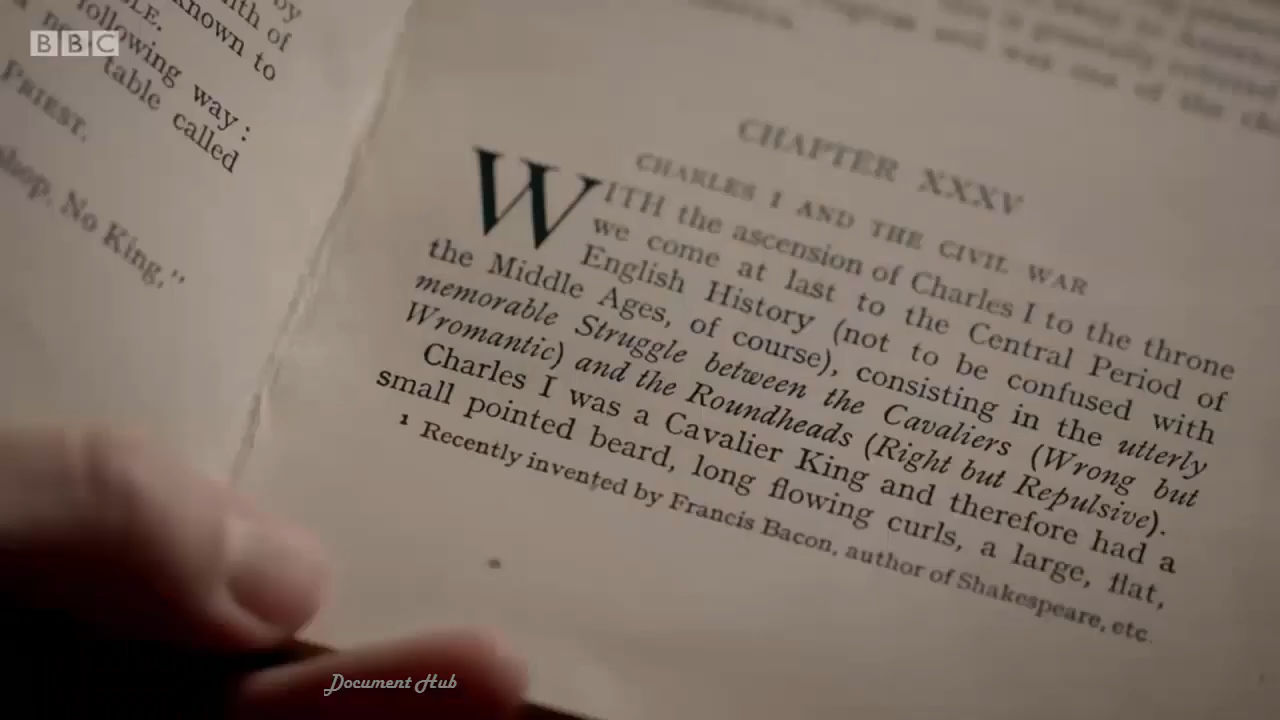 BBC
by
ith of
known to
LE.
following way:
table called
PRIEST.
shop. No King,"
CHAPTER XXXV
CHARLES I AND THE CIVIL WAR
WITH the ascension of Charles I to the throne
we come at last to the Central Period of
English History (not to be confused with
the Middle Ages, of course), consisting in the utterly
memorable Struggle between the Cavaliers (Wrong but
Wromantic) and the Roundheads (Right but Repulsive).
Charles I was a Cavalier King and therefore had a
small pointed beard, long flowing curls, a large, flat,
1 Recently invented by Francis Bacon, author of Shakespeare, etc.
Document Hub